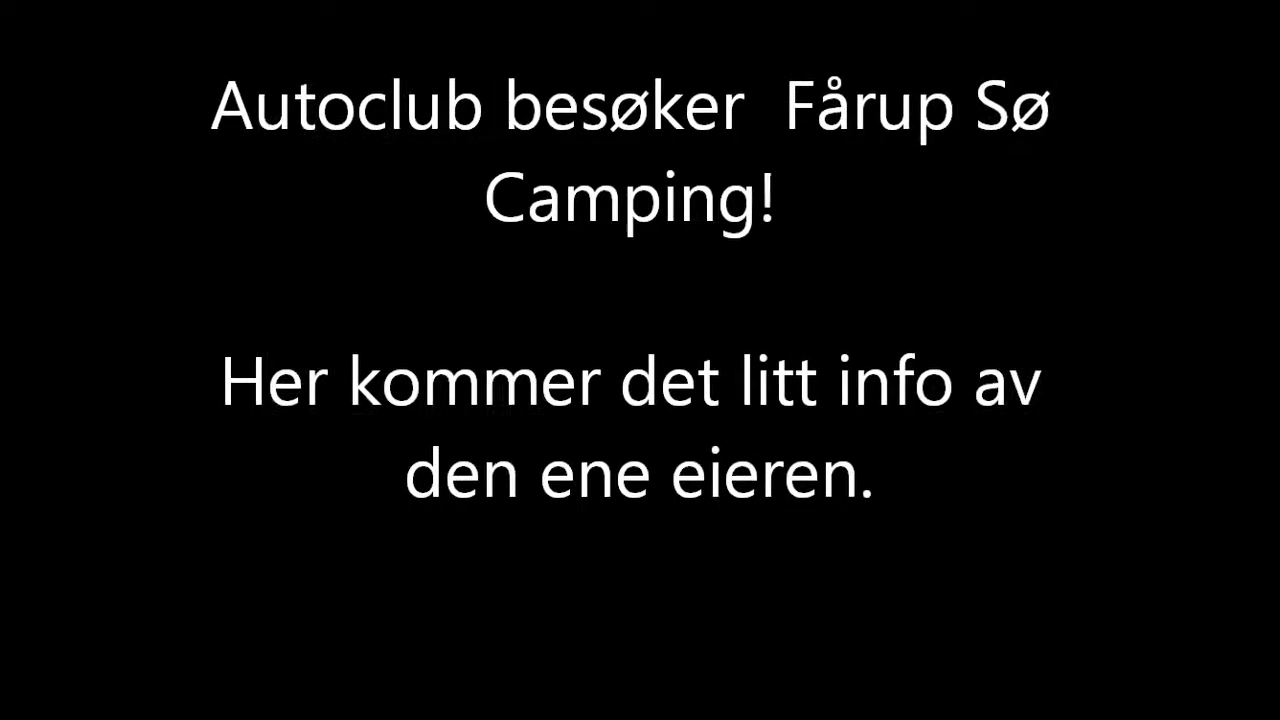 Autoclub besøker  Fårup Sø
Camping!
Her kommer det litt info av
den ene eieren.